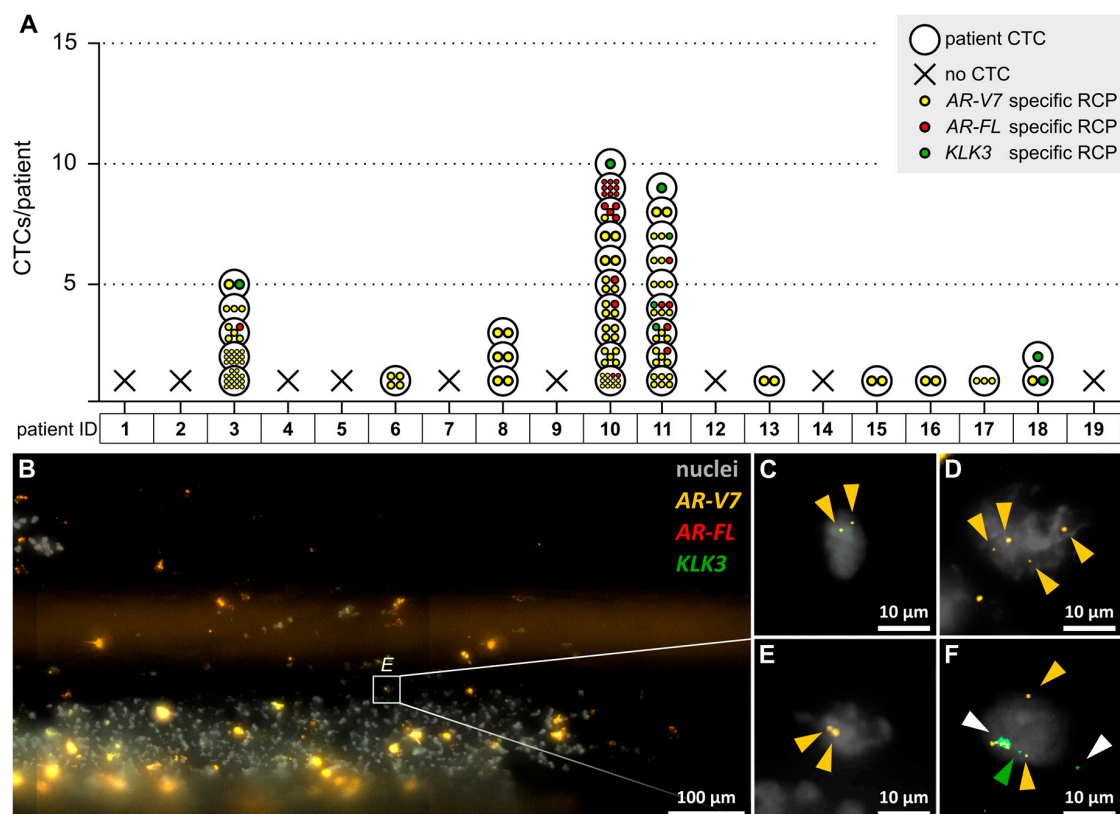 A
15
10
5
CTCs/patient
patient CTC
no CTC
AR-V7 specific RCP
AR-FL specific RCP
KLK3 specific RCP
patient ID 1 2 3 4 5 6 7 8 9 10 11 12 13 14 15 16 17 18 19
B
nuclei
AR-V7
AR-FL
KLK3
E
100 µm
C
10 µm
D
10 µm
E
10 µm
F
10 µm